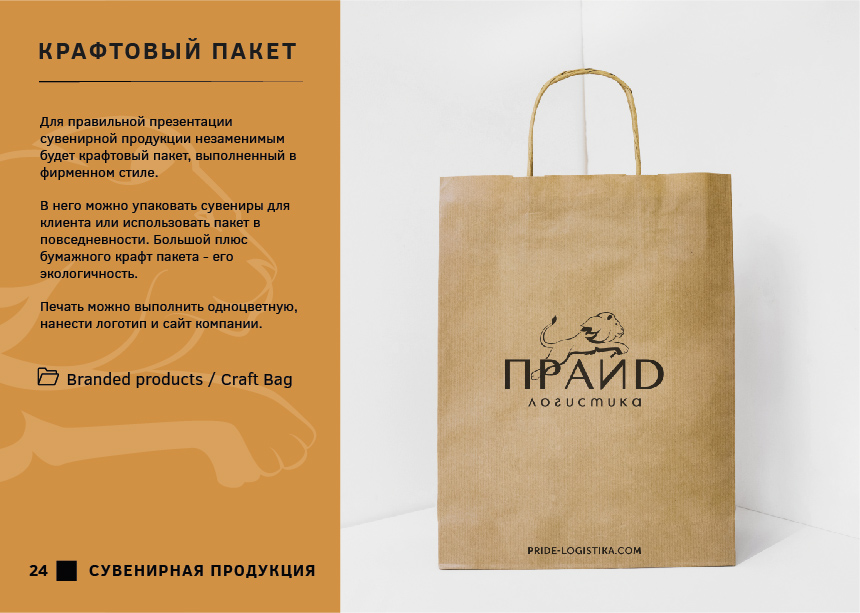 КРАФТОВЫЙ ПАКЕТ
Для правильной презентации
сувенирной продукции незаменимым
будет крафтовый пакет, выполненный в
фирменном стиле.
В него можно упаковать сувениры для
клиента или использовать пакет в
повседневности. Большой плюс
бумажного крафт пакета - его
экологичность.
Печать можно выполнить одноцветную,
нанести логотип и сайт компании.
Branded products / Craft Bag
24 СУВЕНИРНАЯ ПРОДУКЦИЯ
ПРАЙD
логистика
PRIDE-LOGISTIKA.COM